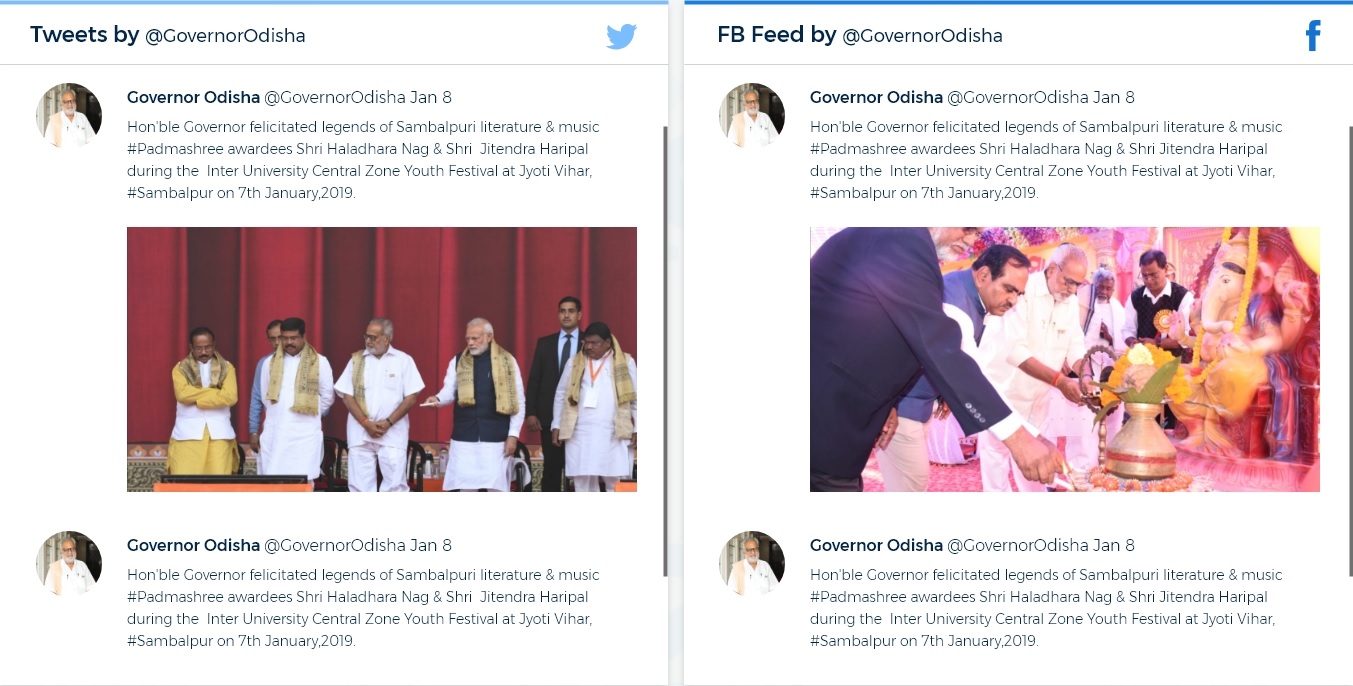 Tweets by @GovernorOdisha
Governor Odisha @GovernorOdisha Jan 8
Hon'ble Governor felicitated legends of Sambalpuri literature & music
#Padmashree awardees Shri Haladhara Nag & Shri  Jitendra Haripal
during the  Inter University Central Zone Youth Festival at Jyoti Vihar,
#Sambalpur on 7th January,2019.
Governor Odisha @GovernorOdisha Jan 8
Hon'ble Governor felicitated legends of Sambalpuri literature & music
#Padmashree awardees Shri Haladhara Nag & Shri  Jitendra Haripal
during the  Inter University Central Zone Youth Festival at Jyoti Vihar,
#Sambalpur on 7th January,2019.
FB Feed by @GovernorOdisha
Governor Odisha @GovernorOdisha Jan 8
Hon'ble Governor felicitated legends of Sambalpuri literature & music
#Padmashree awardees Shri Haladhara Nag & Shri Jitendra Haripal
during the  Inter University Central Zone Youth Festival at Jyoti Vihar,
#Sambalpur on 7th January,2019.
Governor Odisha @GovernorOdisha Jan 8
Hon'ble Governor felicitated legends of Sambalpuri literature & music
#Padmashree awardees Shri Haladhara Nag & Shri Jitendra Haripal
during the  Inter University Central Zone Youth Festival at Jyoti Vihar,
#Sambalpur on 7th January,2019.